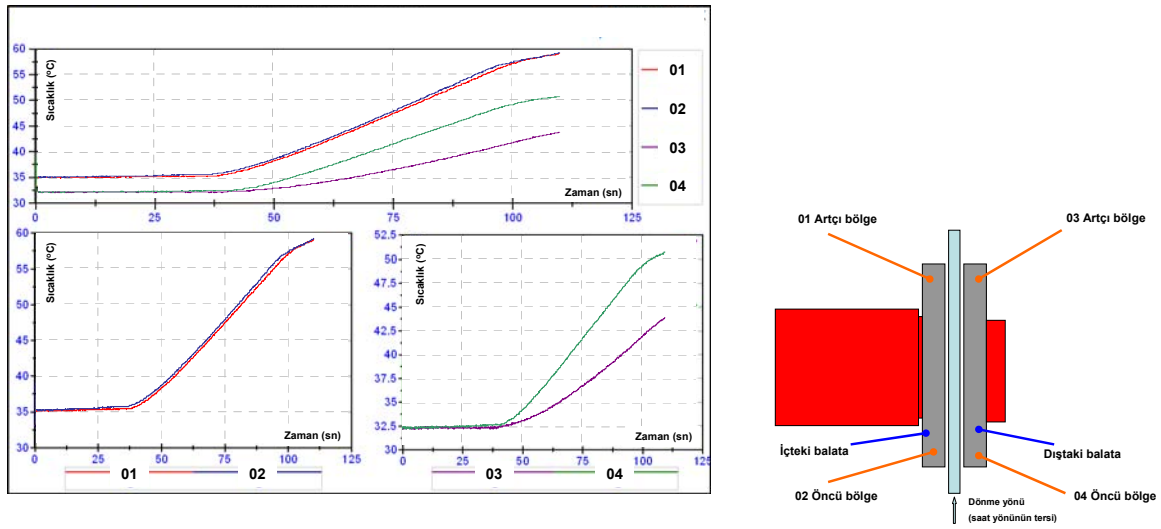 60
55
50
45
40
35
30
Sıcaklık (ºC)
Zaman (sn)
0 25 50 75 100 125
01
02
03
04
60
55
50
45
40
35
30
Sıcaklık (ºC)
Zaman (sn)
0 25 50 75 100 125
01 02
52.5
50
47.5
45
42.5
40
37.5
35
32.5
30
Sıcaklık (ºC)
Zaman (sn)
0 25 50 75 100 125
03 04
01 Artçı bölge
03 Artçı bölge
İçteki balata
Dıştaki balata
02 Öncü bölge
04 Öncü bölge
Dönme yönü
(saat yönünün tersi)